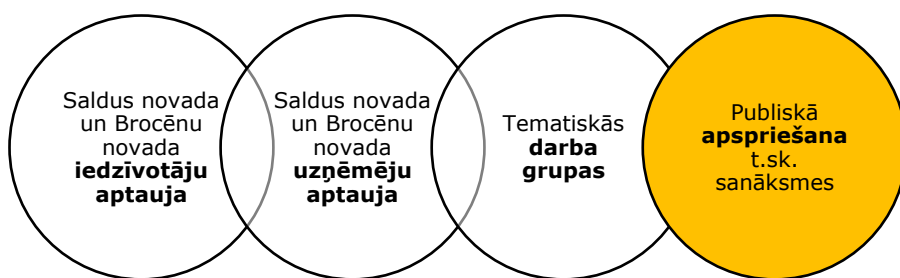 Saldus novada
un Brocēnu
novada
iedzīvotāju
aptauja
Saldus novada
un Brocēnu
novada
uzņēmēju
aptauja
Tematiskās
darba
grupas
Publiskā
apspriešana
t.sk.
sanāksmes